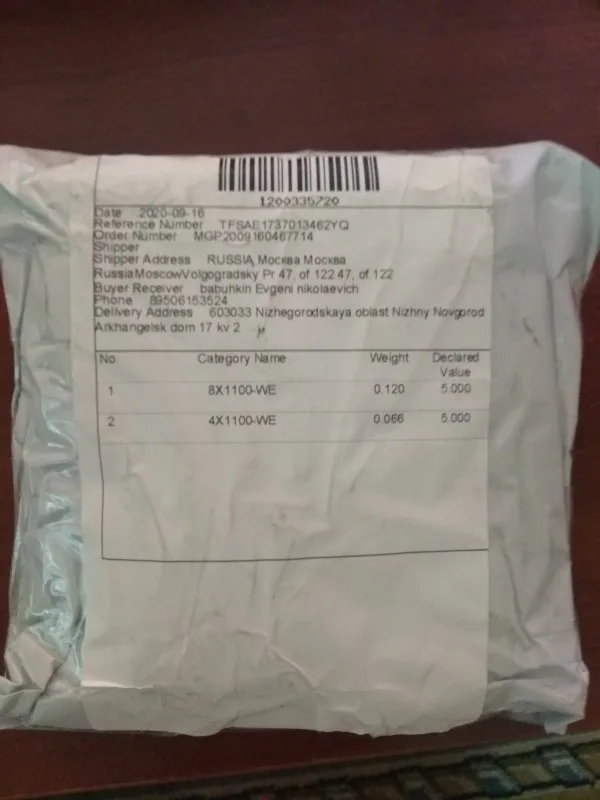 1200335720
Date 2020-09-16
Reference Number TFSAE1737013462YQ
Order Number MGP2009160467714
Shipper
Shipper Address RUSSIA, Москва Москва
RussiaMoscowVolgogradsky Pr 47, of 122 47, of 122
Buyer Receiver babuhkin Evgeni nikolaevich
Phone 89506153524
Delivery Address 603033 Nizhegorodskaya oblast Nizhny Novgorod
Arkhangelsk dom 17 kv 2
No Category Name Weight Declared
Value
1 8X1100-WE 0.120 5.000
2 4X1100-WE 0.066 5.000